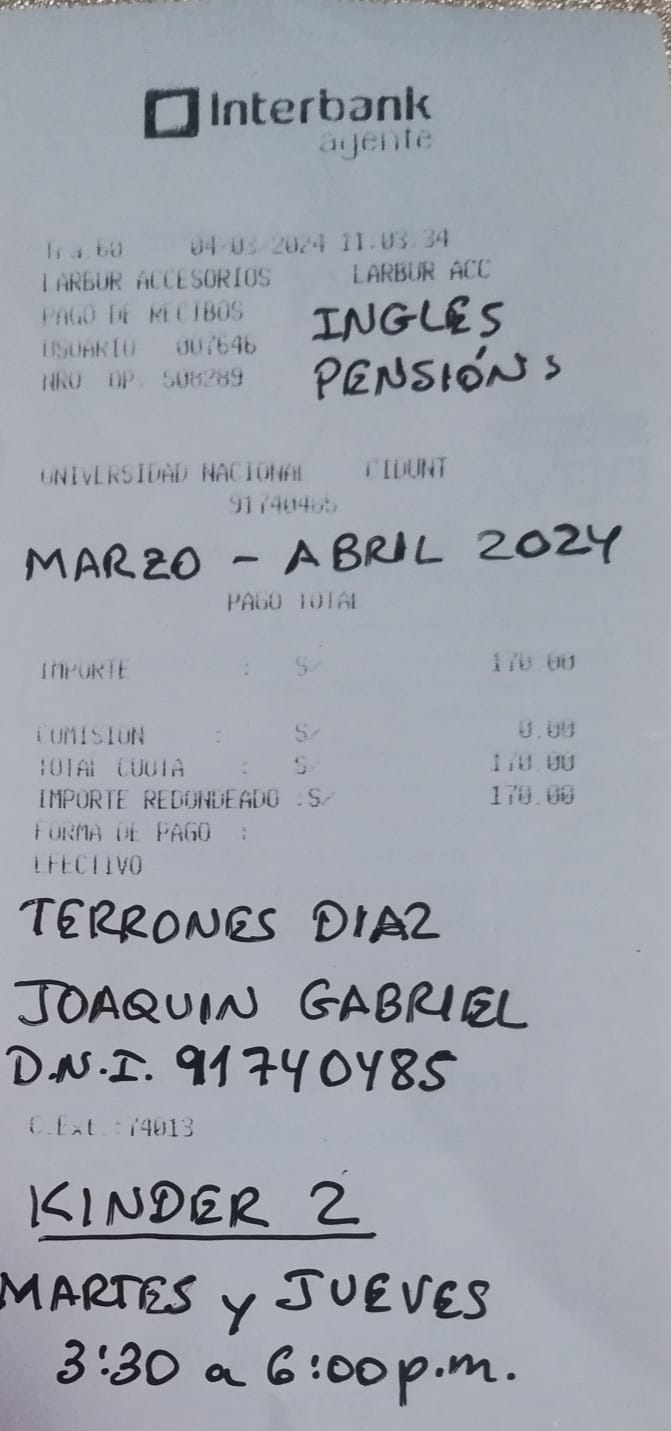 Interbank
agente
Tra.60 04-03-2024 11:03:34
LARBUR ACCESORIOS LARBUR ACC
PAGO DE RECIBOS
INGLES
USUARIO 007646
PENSIÓN
NRO OP. 508289
UNIVERSIDAD NACIONAL CIDUNT
91740485
MARZO - ABRIL 2024
PAGO TOTAL
IMPORTE : S/ 170.00
COMISION : S/ 0.00
TOTAL CUOTA : S/ 170.00
IMPORTE REDONDEADO :S/ 170.00
FORMA DE PAGO :
EFECTIVO
TERRONES DIAZ
JOAQUIN GABRIEL
D.N.I. 91740485
C.Ext.:74013
KINDER 2
MARTES y JUEVES
3:30 a 6:00 p.m.